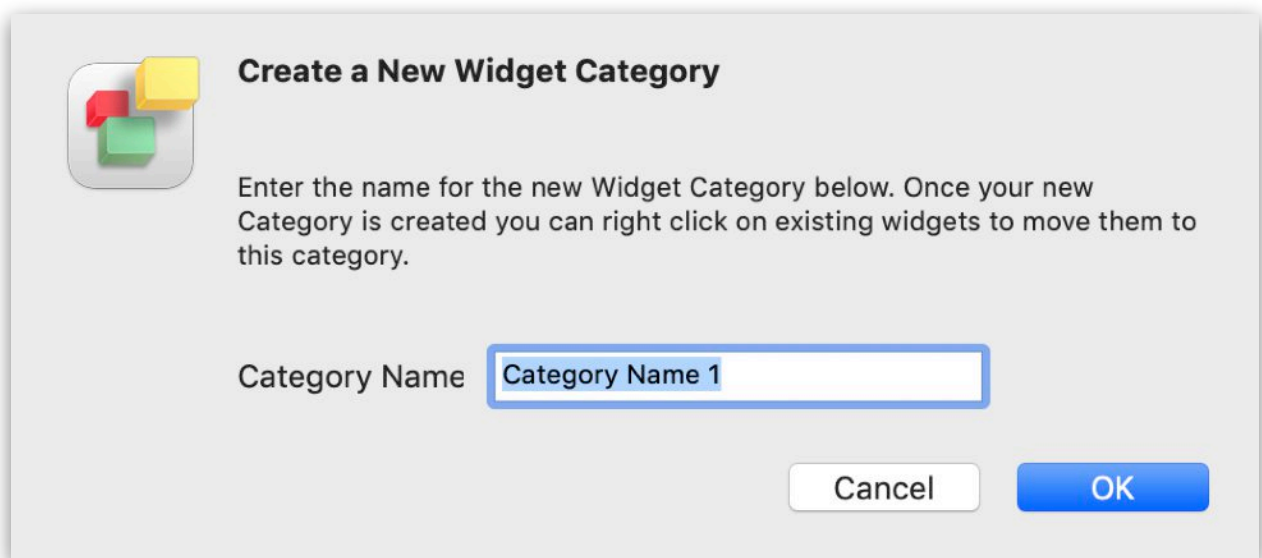 Create a New Widget Category
Enter the name for the new Widget Category below. Once your new
Category is created you can right click on existing widgets to move them to
this category.
Category Name
Category Name 1
Cancel
OK